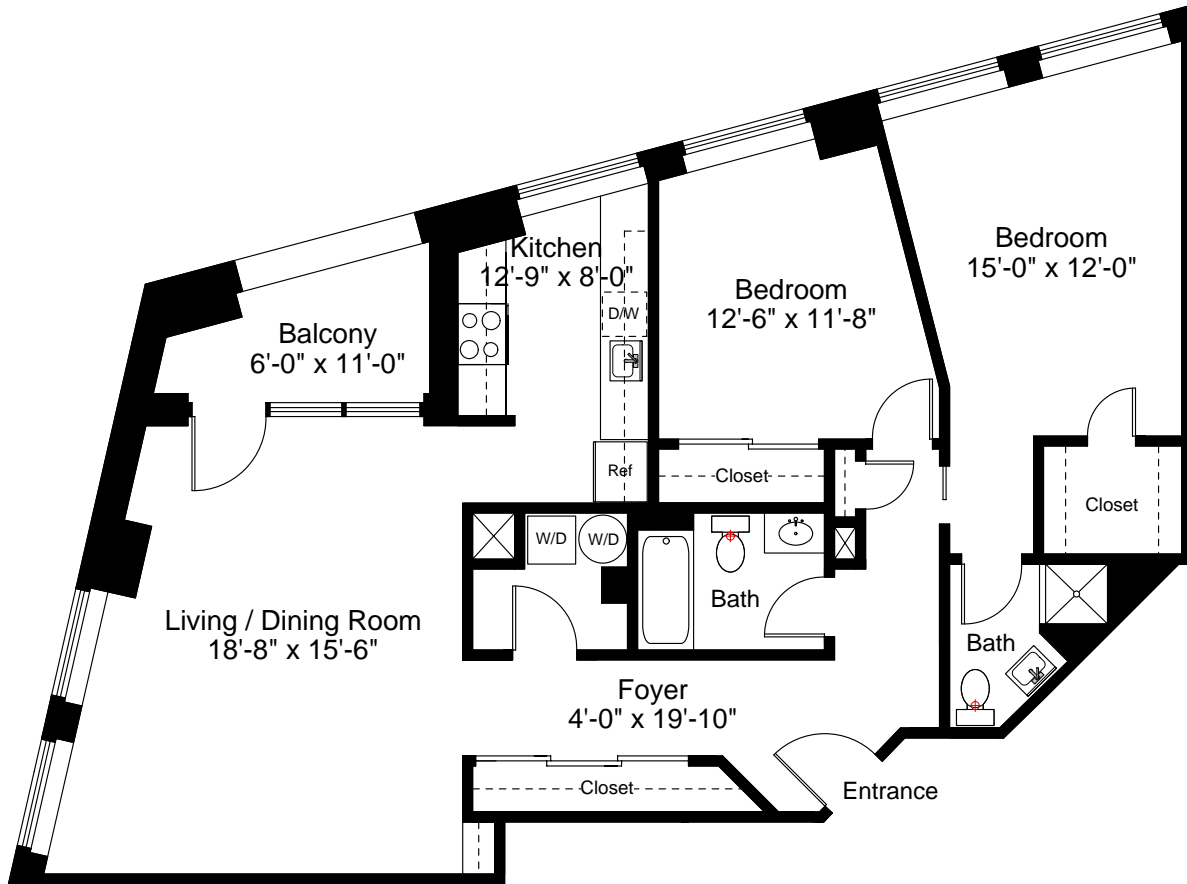 Kitchen
12'-9" x 8'-0"
Bedroom
15'-0" x 12'-0"
Bedroom
12'-6" x 11'-8"
D/W
Balcony
6'-0" x 11'-0"
Ref
Closet
Closet
W/D
W/D
Bath
Living / Dining Room
18'-8" x 15'-6"
Bath
Foyer
4'-0" x 19'-10"
Closet
Entrance